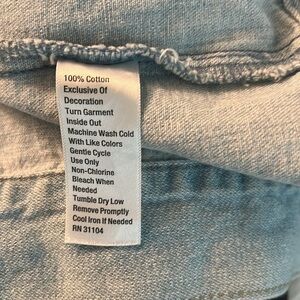 100% Cotton
Exclusive Of
Decoration
Turn Garment
Inside Out
Machine Wash Cold
With Like Colors
Gentle Cycle
Use Only
Non-Chlorine
Bleach When
Needed
Tumble Dry Low
Remove Promptly
Cool Iron If Needed
RN 31104